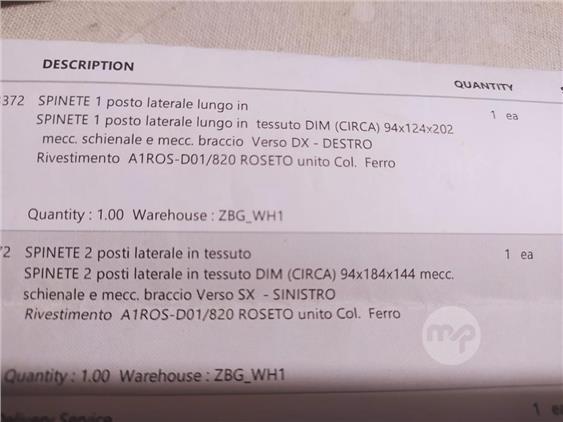 DESCRIPTION
QUANTITY
372 SPINETE 1 posto laterale lungo in
1 ea
SPINETE 1 posto laterale lungo in tessuto DIM (CIRCA) 94x124x202
mecc. schienale e mecc. braccio Verso DX - DESTRO
Rivestimento A1ROS-D01/820 ROSETO unito Col. Ferro
Quantity : 1.00 Warehouse : ZBG_WH1
72 SPINETE 2 posti laterale in tessuto
1 ea
SPINETE 2 posti laterale in tessuto DIM (CIRCA) 94x184x144 mecc.
schienale e mecc. braccio Verso SX - SINISTRO
Rivestimento A1ROS-D01/820 ROSETO unito Col. Ferro
mp
Quantity : 1.00 Warehouse : ZBG_WH1
Delivery Service
1 ea